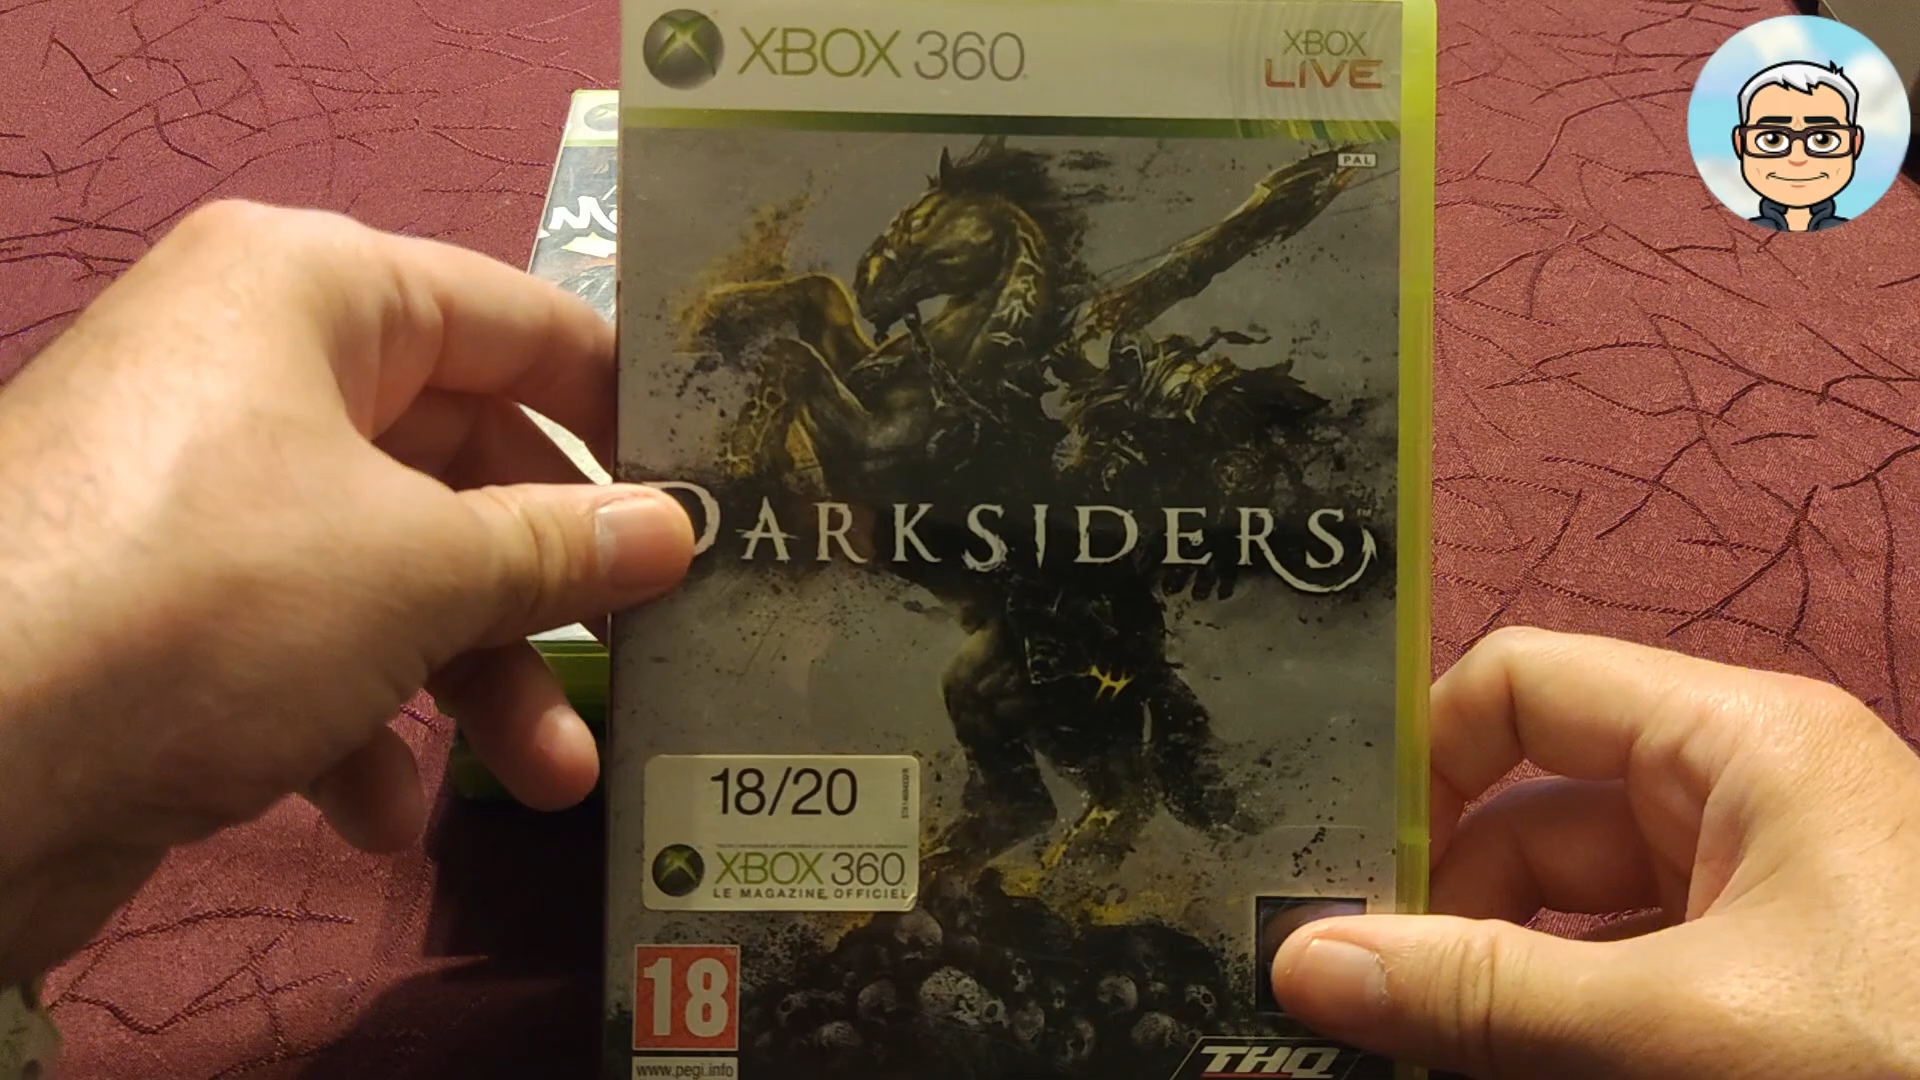 XBOX 360
XBOX
LIVE
PAL
DARKSIDERS
18/20
XBOX 360
LE MAGAZINE OFFICIEL
18
www.pegi.info
THQ